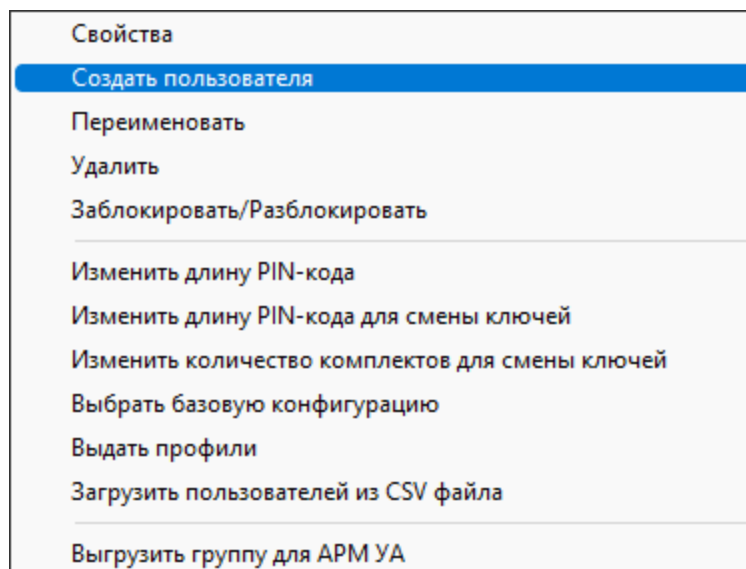 Свойства
Создать пользователя
Переименовать
Удалить
Заблокировать/Разблокировать
Изменить длину PIN-кода
Изменить длину PIN-кода для смены ключей
Изменить количество комплектов для смены ключей
Выбрать базовую конфигурацию
Выдать профили
Загрузить пользователей из CSV файла
Выгрузить группу для АРМ УА